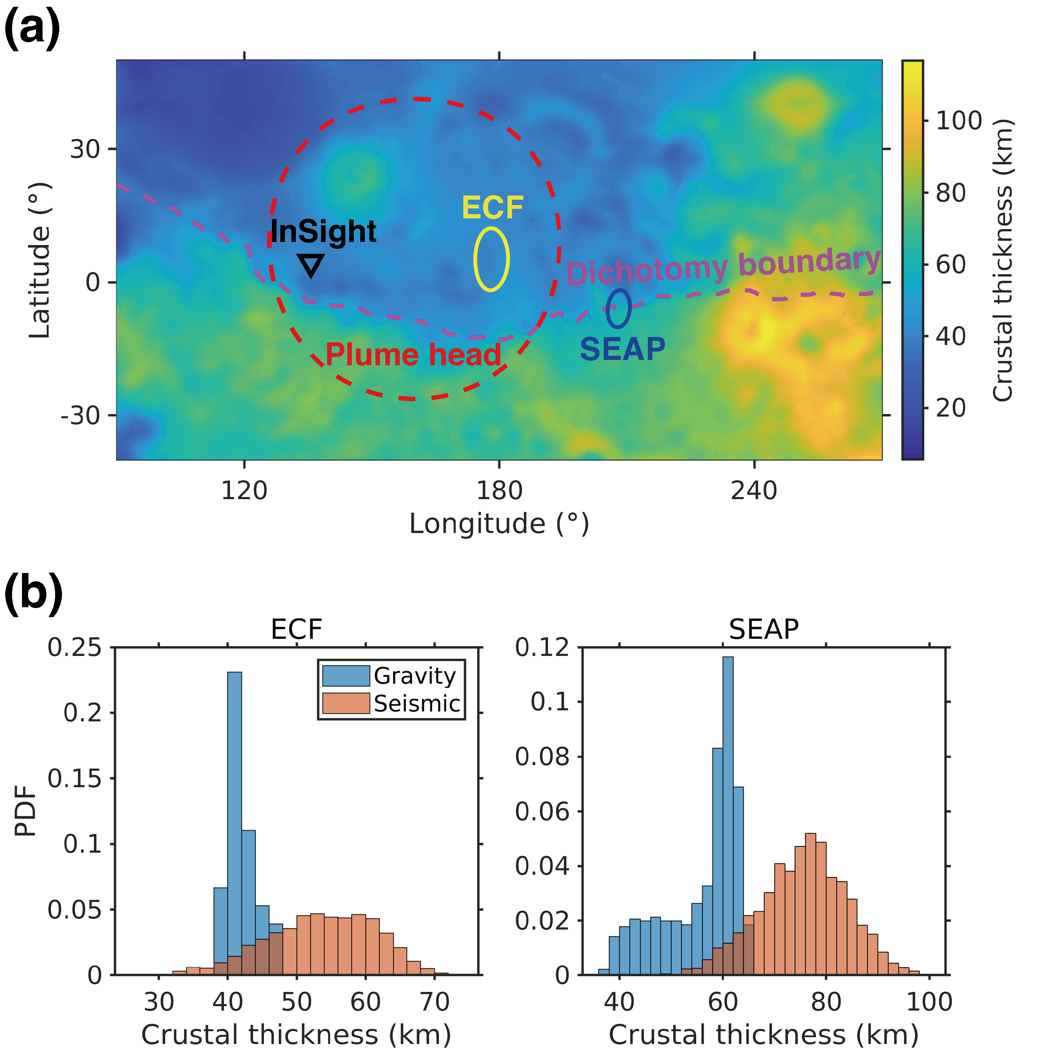 (a)
30
0
-30
Latitude (°)
InSight
ECF
Dichotomy boundary
SEAP
Plume head
120
180
240
Longitude (°)
100
80
60
40
20
Crustal thickness (km)
(b)
ECF
0.25
0.2
0.15
0.1
0.05
0
PDF
Gravity
Seismic
30
40
50
60
70
Crustal thickness (km)
SEAP
0.12
0.1
0.08
0.06
0.04
0.02
0
40
60
80
100
Crustal thickness (km)